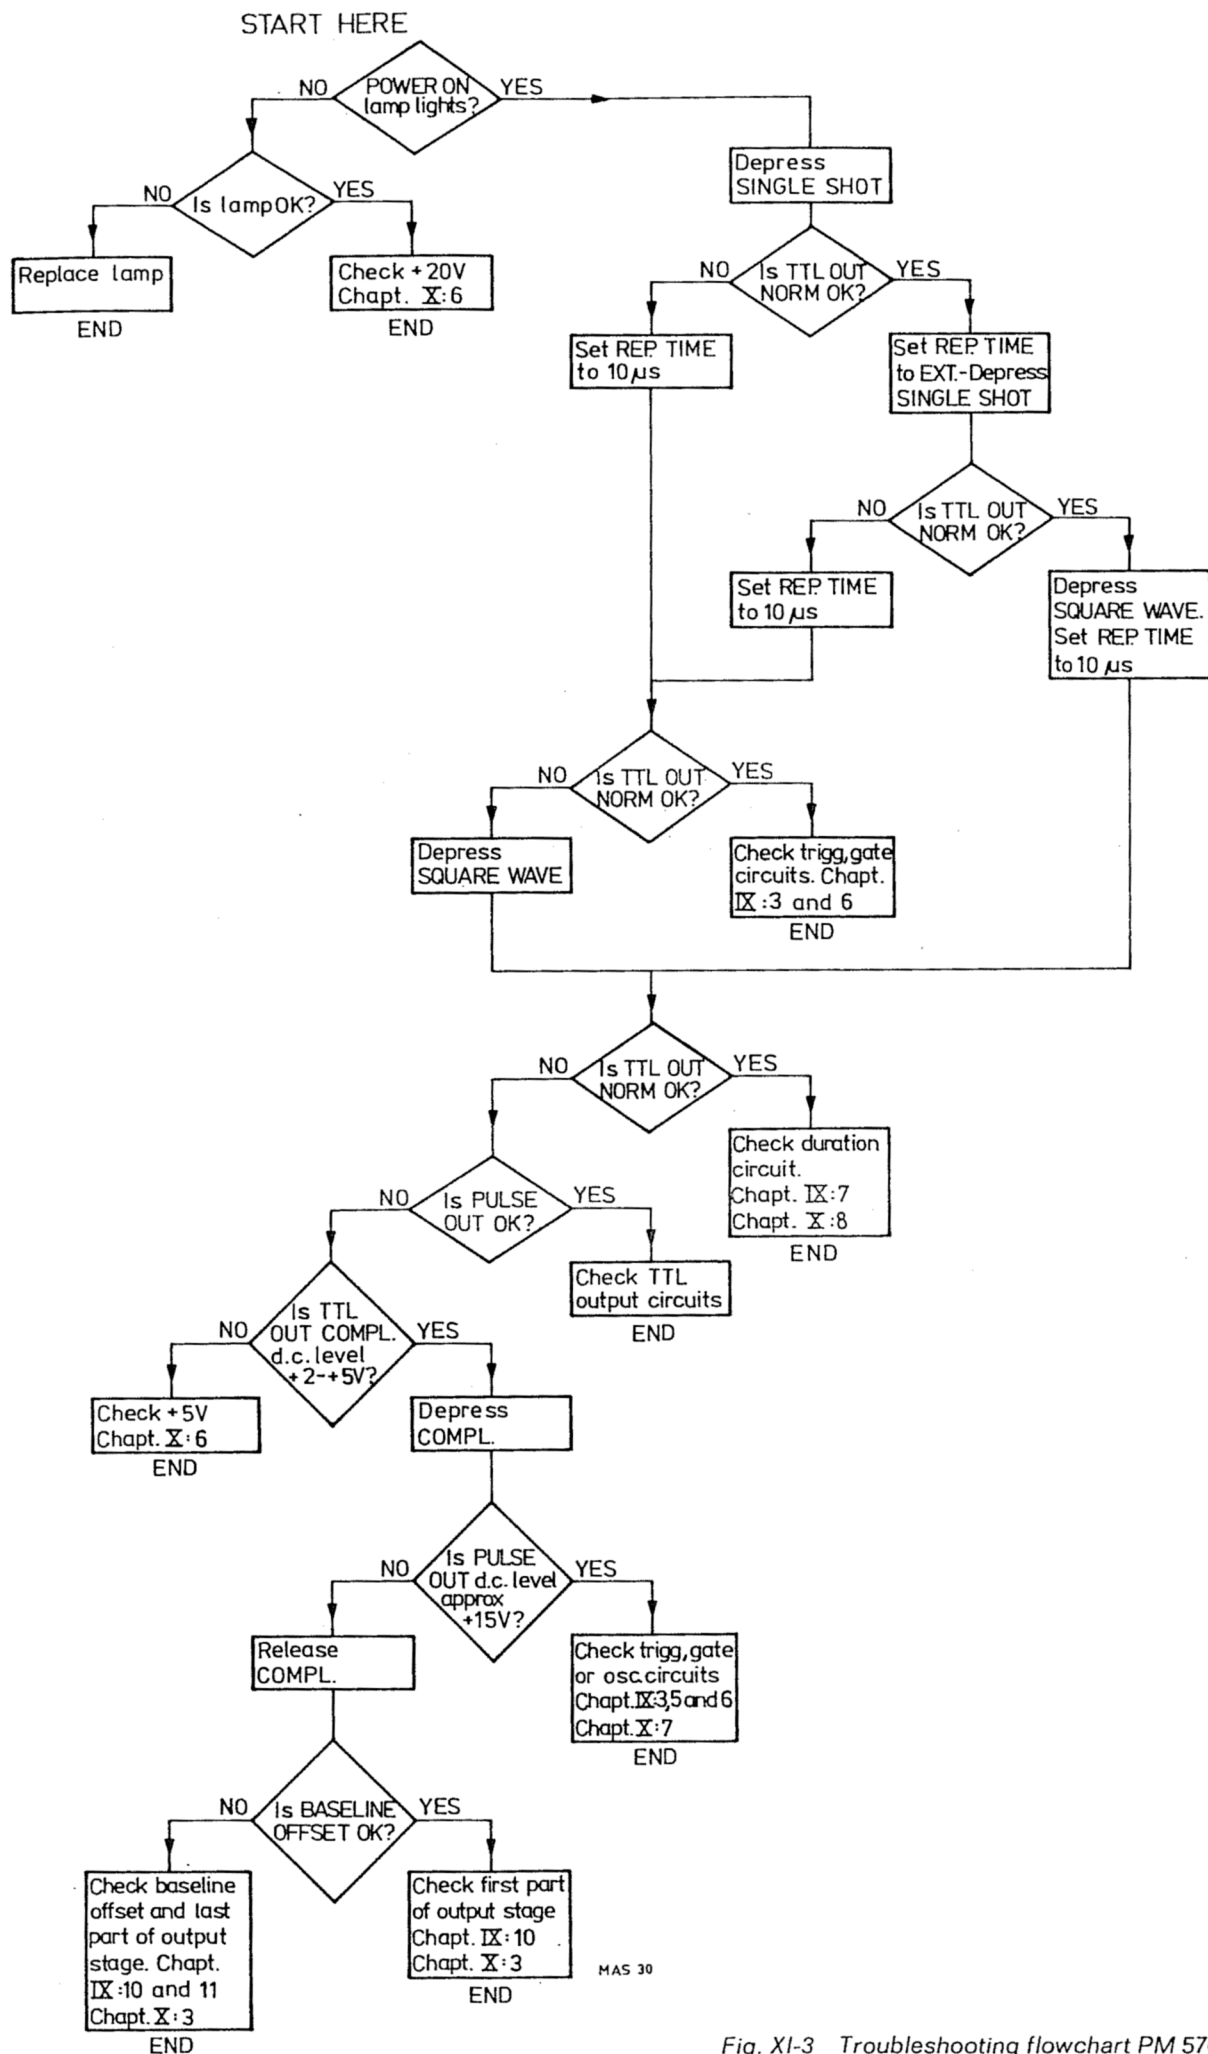 START HERE
NO
POWER ON
lamp lights?
YES
NO
Is lamp OK?
YES
Depress
SINGLE SHOT
Replace lamp
END
Check +20V
Chapt. X:6
END
NO
Is TTL OUT
NORM OK?
YES
Set REP. TIME
to 10 µs
Set REP. TIME
to EXT.-Depress
SINGLE SHOT
NO
Is TTL OUT
NORM OK?
YES
Set REP. TIME
to 10 µs
Depress
SQUARE WAVE.
Set REP. TIME
to 10 µs
NO
Is TTL OUT
NORM OK?
YES
Depress
SQUARE WAVE
Check trigg, gate
circuits. Chapt.
IX:3 and 6
END
NO
Is TTL OUT
NORM OK?
YES
Check duration
circuit.
Chapt. IX:7
Chapt. X:8
END
NO
Is PULSE
OUT OK?
YES
Check TTL
output circuits
END
NO
Is TTL
OUT COMPL.
d.c. level
+2-+5V?
YES
Check +5V
Chapt. X:6
END
Depress
COMPL.
NO
Is PULSE
OUT d.c. level
approx
+15V?
YES
Release
COMPL.
Check trigg, gate
or osc. circuits
Chapt. IX:3,5 and 6
Chapt. X:7
END
NO
Is BASELINE
OFFSET OK?
YES
Check baseline
offset and last
part of output
stage. Chapt.
IX:10 and 11
Chapt. X:3
END
Check first part
of output stage
Chapt. IX:10
Chapt. X:3
END
MAS 30
Fig. XI-3 Troubleshooting flowchart PM